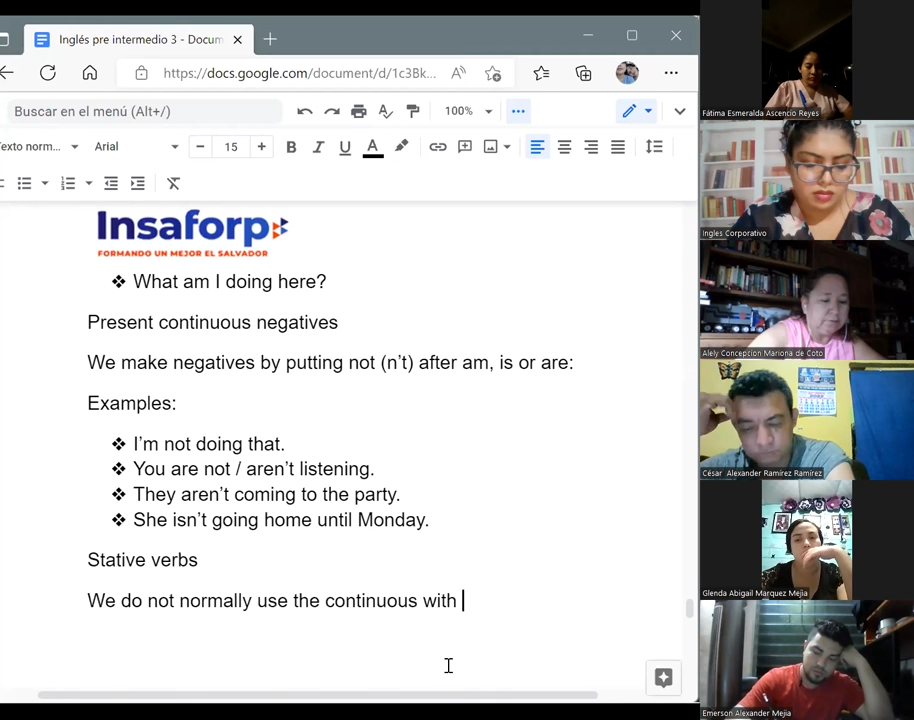 Inglés pre intermedio 3 - Docum
https://docs.google.com/document/d/1c3Bk...
Buscar en el menú (Alt+/)
100%
exto norm...
Arial
15
Insaforp
FORMANDO UN MEJOR EL SALVADOR
❖ What am I doing here?
Present continuous negatives
We make negatives by putting not (n't) after am, is or are:
Examples:
❖ I'm not doing that.
❖ You are not / aren't listening.
❖ They aren't coming to the party.
❖ She isn't going home until Monday.
Stative verbs
We do not normally use the continuous with
Fátima Esmeralda Ascencio Reyes
Ingles Corporativo
Alely Concepcion Mariona de Coto
César Alexander Ramírez Ramírez
Glenda Abigail Marquez Mejia
Emerson Alexander Mejia